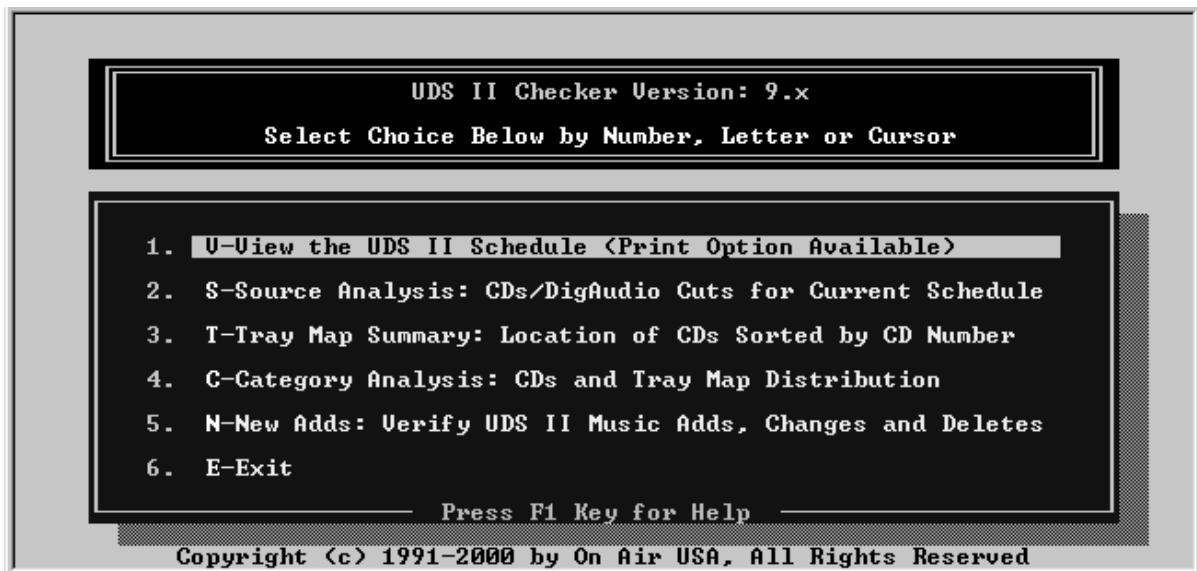 UDS II Checker Version: 9.x
Select Choice Below by Number, Letter or Cursor
1. V-View the UDS II Schedule (Print Option Available)
2. S-Source Analysis: CDs/DigAudio Cuts for Current Schedule
3. T-Tray Map Summary: Location of CDs Sorted by CD Number
4. C-Category Analysis: CDs and Tray Map Distribution
5. N-New Adds: Verify UDS II Music Adds, Changes and Deletes
6. E-Exit
Press F1 Key for Help
Copyright (c) 1991-2000 by On Air USA, All Rights Reserved